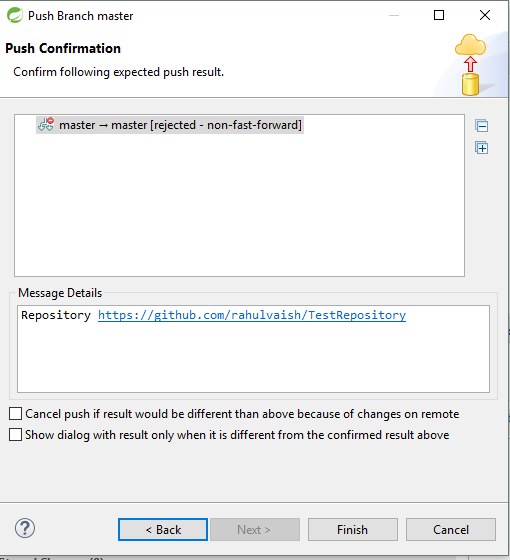 Push Branch master
Push Confirmation
Confirm following expected push result.
master → master [rejected - non-fast-forward]
Message Details
Repository https://github.com/rahulvaish/TestRepository
Cancel push if result would be different than above because of changes on remote
Show dialog with result only when it is different from the confirmed result above
?
< Back
Next >
Finish
Cancel